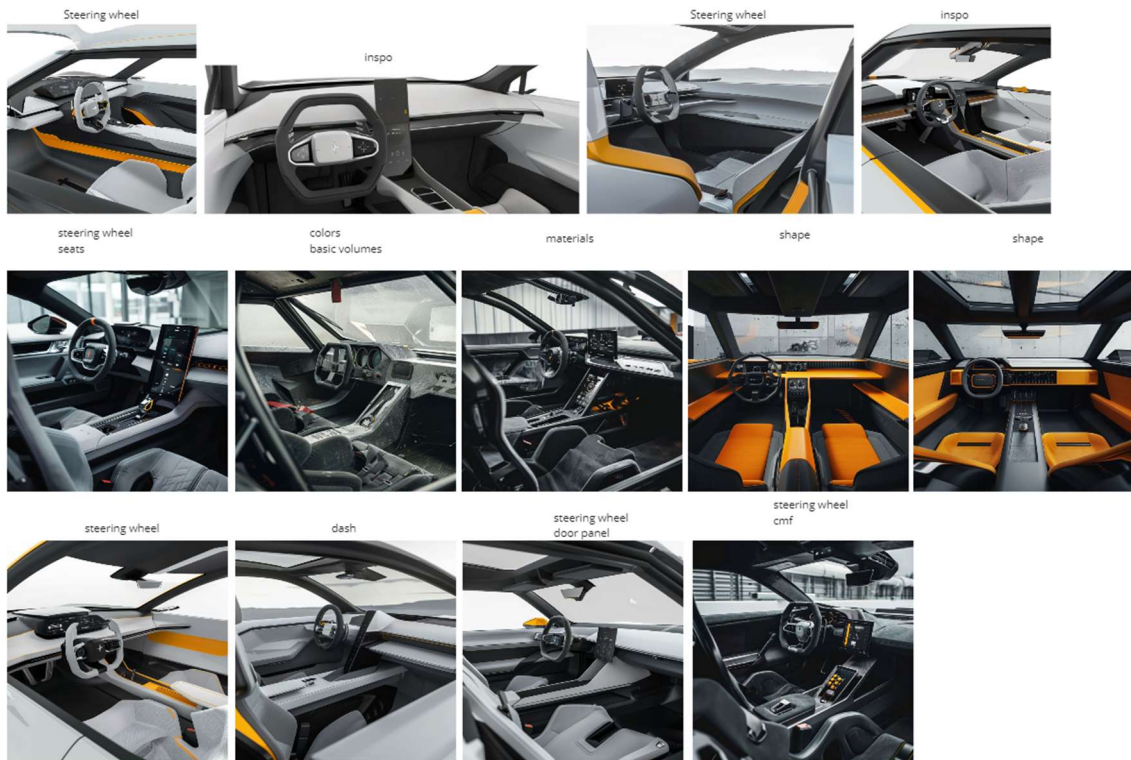 Steering wheel
inspo
Steering wheel
inspo
steering wheel
seats
colors
basic volumes
materials
shape
shape
steering wheel
dash
steering wheel
door panel
steering wheel
cmf